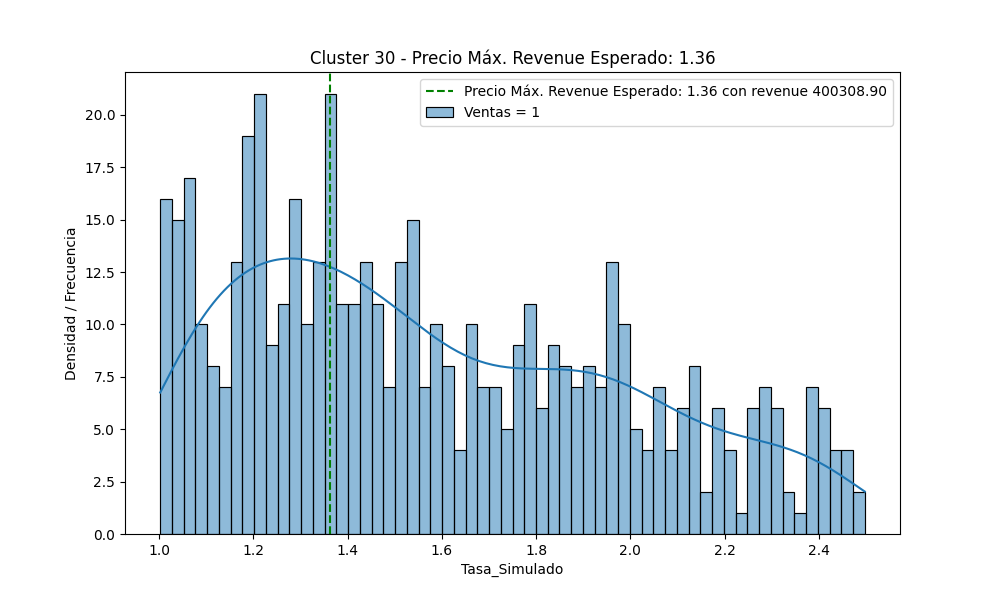 Cluster 30 - Precio Máx. Revenue Esperado: 1.36
Precio Máx. Revenue Esperado: 1.36 con revenue 400308.90
Ventas = 1
Densidad / Frecuencia
20.0
17.5
15.0
12.5
10.0
7.5
5.0
2.5
0.0
1.0 1.2 1.4 1.6 1.8 2.0 2.2 2.4
Tasa_Simulado